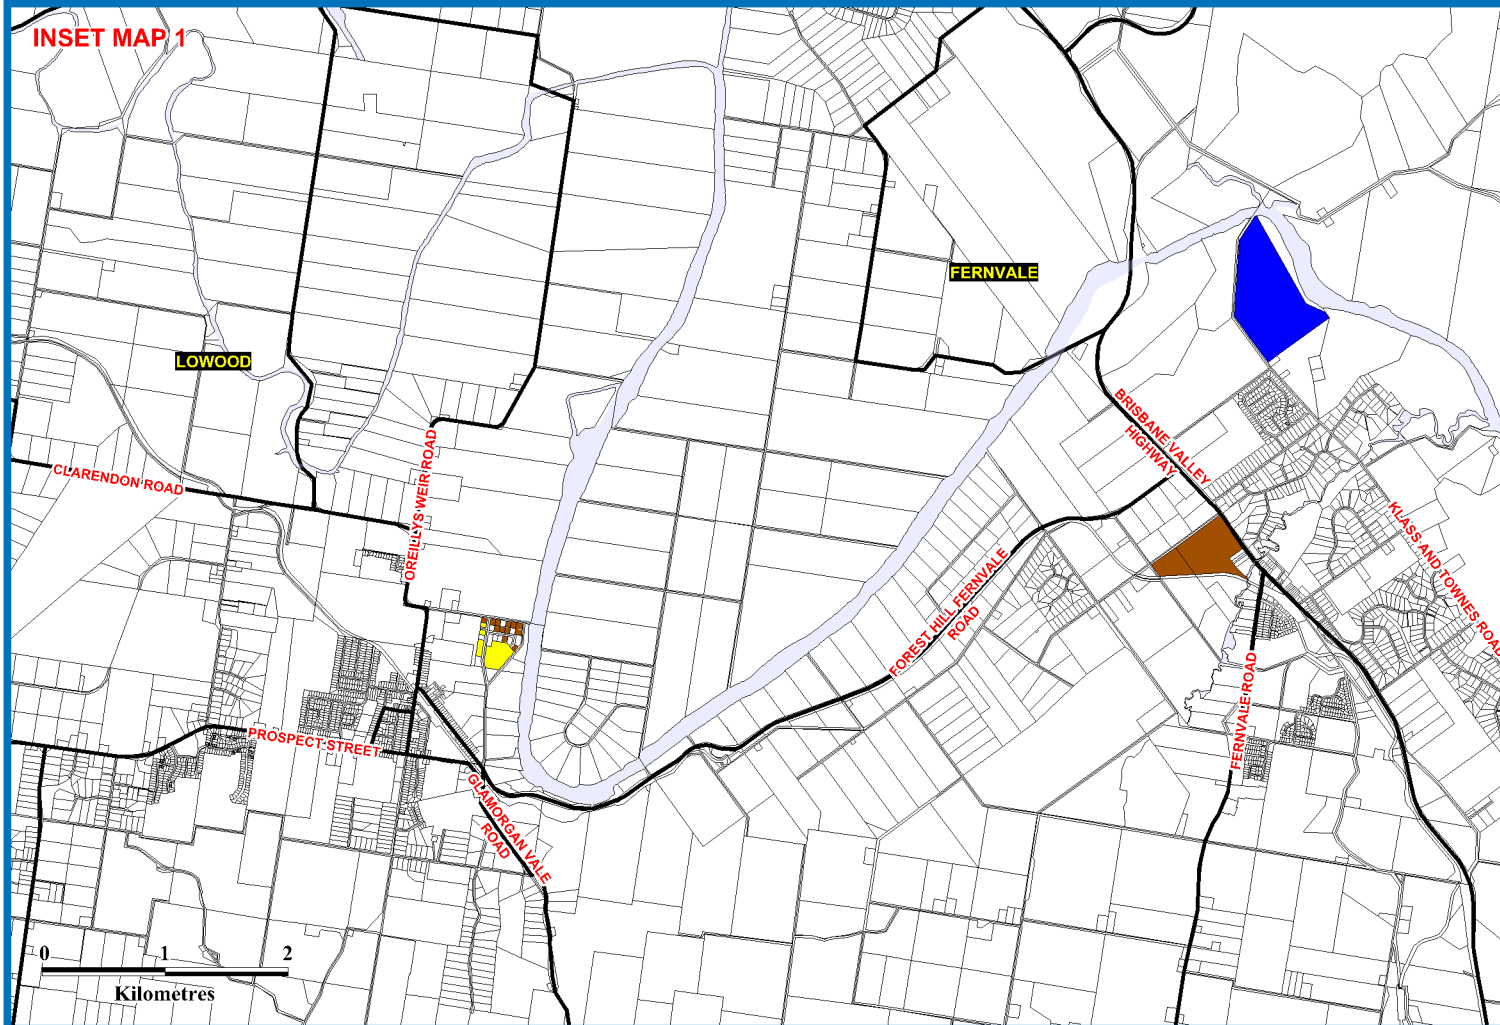 INSET MAP 1
FERNVALE
LOWOOD
BRISBANE VALLEY
HIGHWAY
CLARENDON ROAD
OREILLYS WEIR ROAD
KLASS AND TOWNES ROAD
FOREST HILL FERNVALE
ROAD
FERNVALE ROAD
PROSPECT STREET
GLAMORGAN VALE
ROAD
0 1 2
Kilometres